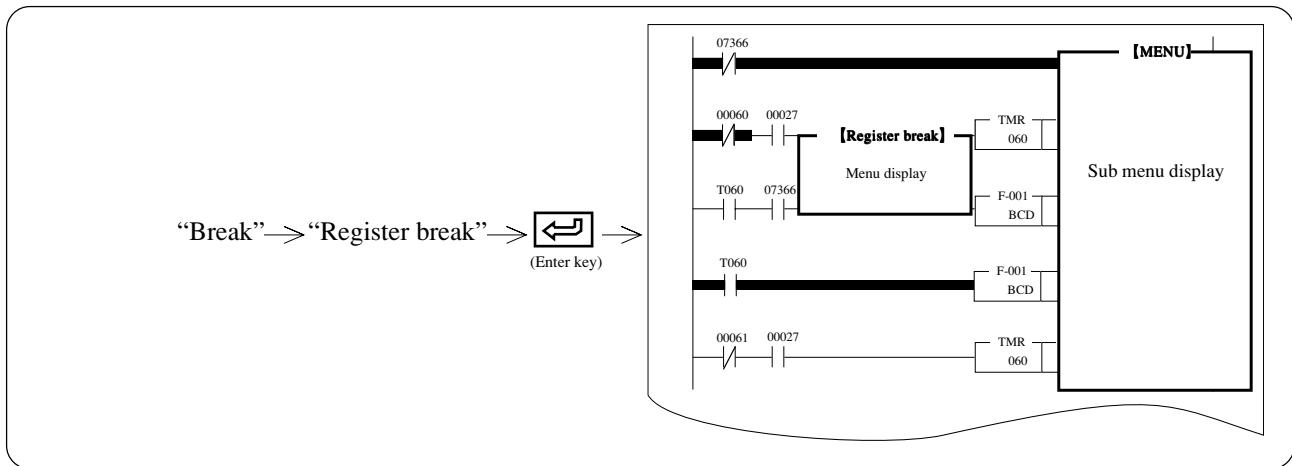 “Break” “Register break”
(Enter key)
07366
【MENU】
00060 00027
【Register break】
TMR
060
Menu display
Sub menu display
T060 07366
F-001
BCD
T060
F-001
BCD
00061 00027
TMR
060